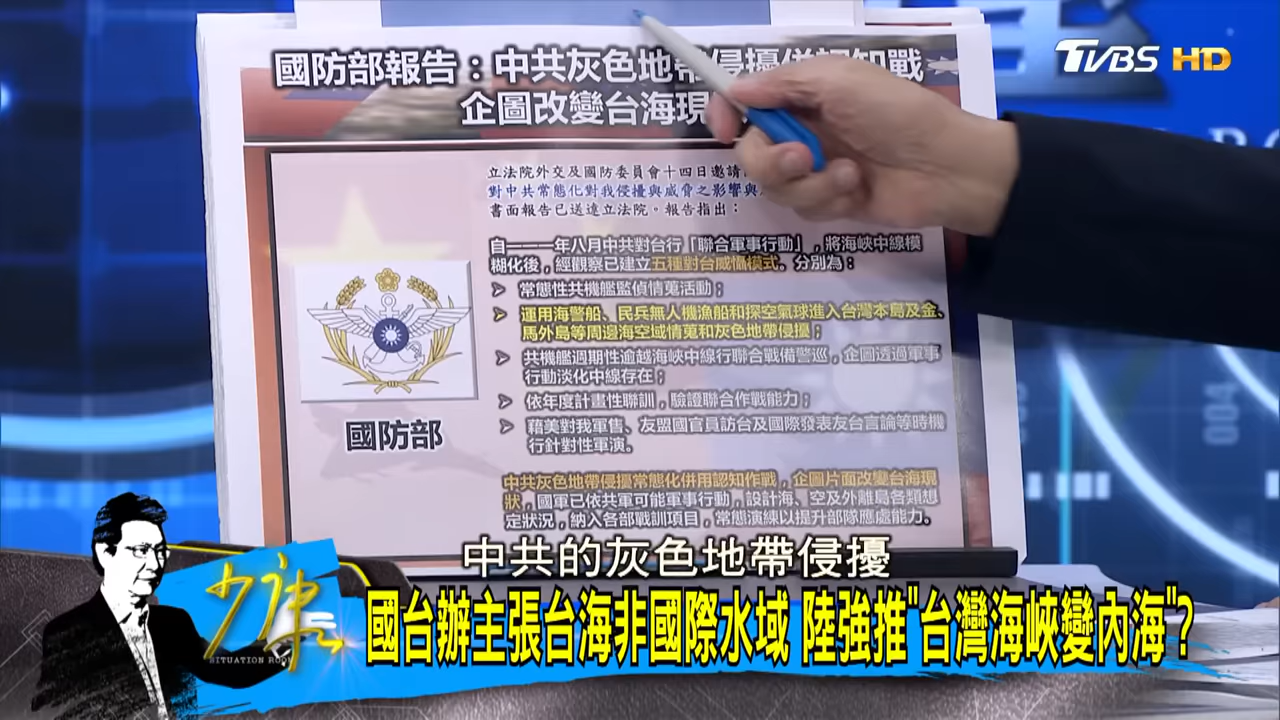 TVBS HD
國防部報告：中共灰色地帶侵擾併認知戰
企圖改變台海現
立法院外交及國防委員會十四日邀請
對中共常態化對我侵擾與威脅之影響與
書面報告已送達立法院。報告指出：
自一一一年八月中共對台行「聯合軍事行動」，將海峽中線模
糊化後，經觀察已建立五種對台威懾模式。分別為：
➤ 常態性共機艦監偵情蒐活動；
➤ 運用海警船、民兵無人機漁船和探空氣球進入台灣本島及金、
馬外島等周邊海空域情蒐和灰色地帶侵擾；
➤ 共機艦週期性逾越海峽中線行聯合戰備警巡，企圖透過軍事
行動淡化中線存在；
➤ 依年度計畫性聯訓，驗證聯合作戰能力；
➤ 藉美對我軍售、友盟國官員訪台及國際發表友台言論等時機
行針對性軍演。
國防部
中共灰色地帶侵擾常態化併用認知作戰，企圖片面改變台海現
狀，國軍已依共軍可能軍事行動，設計海、空及外離島各類想
定狀況，納入各部戰訓項目，常態演練以提升部隊應處能力。
004
中共的灰色地帶侵擾
少康
SITUATION ROOM
國台辦主張台海非國際水域 陸強推"台灣海峽變內海"?